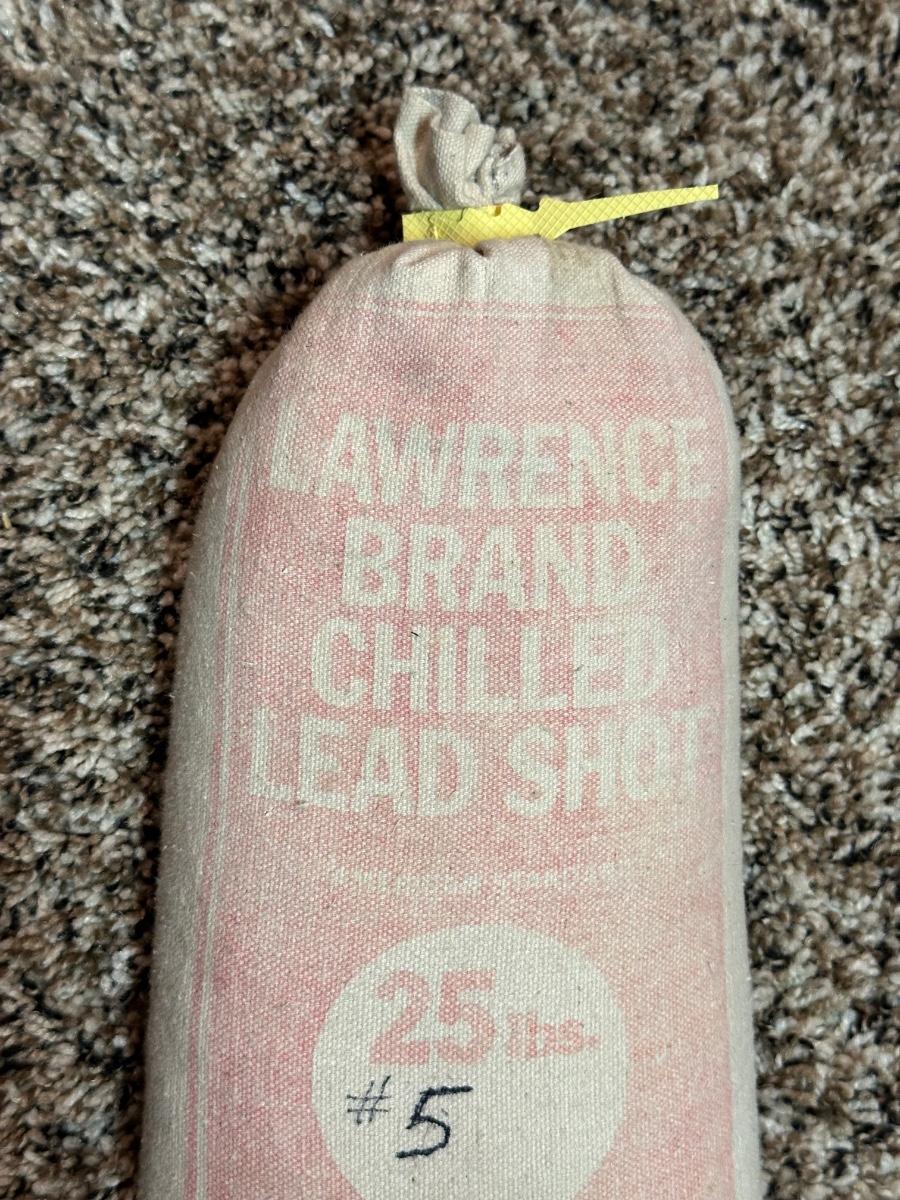 LAWRENCE
BRAND
CHILLED
LEAD SHOT
25 lbs.
#5